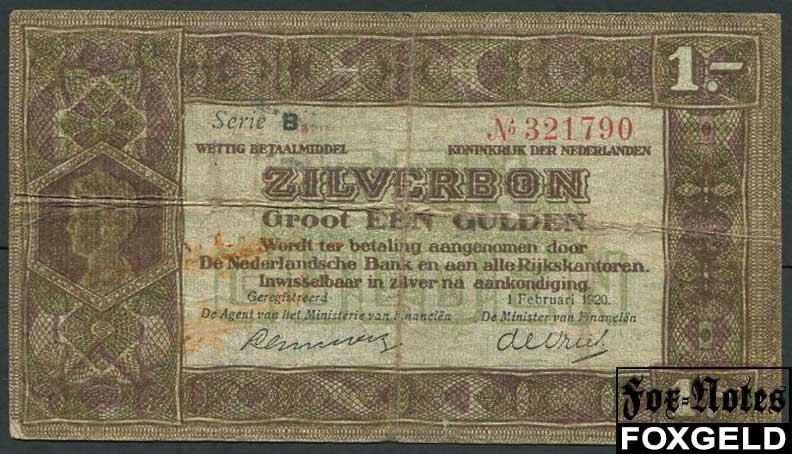 1.-
Serie B.
№ 321790
WETTIG BETAALMIDDEL
KONINKRIJK DER NEDERLANDEN
ZILVERBON
Groot EEN GULDEN
Wordt ter betaling aangenomen door
De Nederlandsche Bank en aan alle Rijkskantoren.
Inwisselbaar in zilver na aankondiging.
Geregistreerd
1 Februari 1920.
De Agent van het Ministerie van Financiën
De Minister van Financiën
de Vries
Fox=Notes
FOXGELD